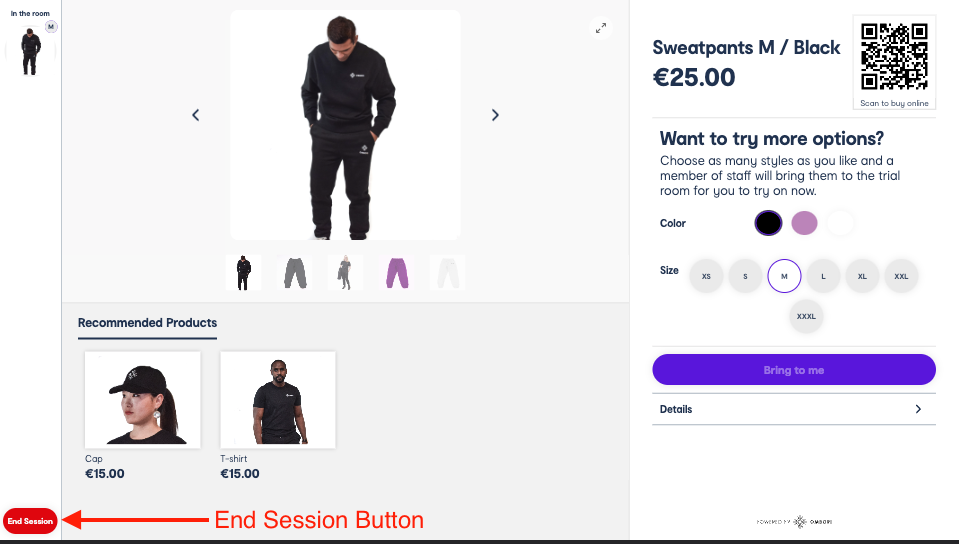 In the room
M
Sweatpants M / Black
€25.00
Scan to buy online
Want to try more options?
Choose as many styles as you like and a
member of staff will bring them to the trial
room for you to try on now.
Color
Size
XS
S
M
L
XL
XXL
XXXL
Bring to me
Details
Recommended Products
Cap
€15.00
T-shirt
€15.00
End Session
End Session Button
POWERED BY OMBORI